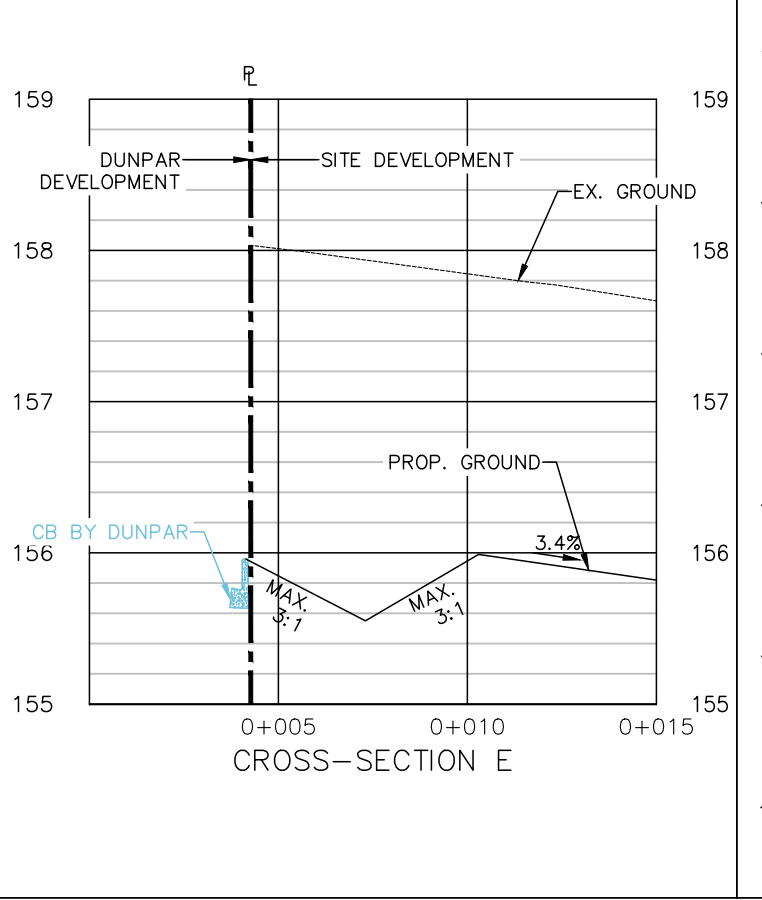 ℄
159 159
DUNPAR
DEVELOPMENT
SITE DEVELOPMENT
EX. GROUND
158 158
157 157
PROP. GROUND
CB BY DUNPAR
3.4%
156 156
MAX.
3:1
MAX.
3:1
155 155
0+005 0+010 0+015
CROSS-SECTION E